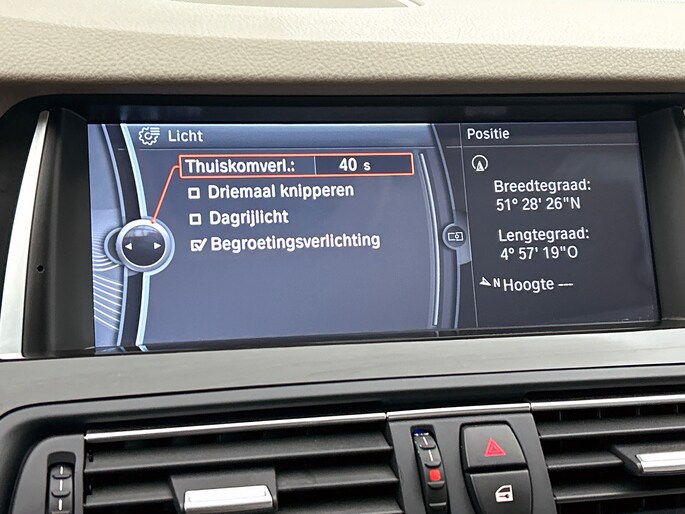 Licht
Thuiskomverl.: 40 s
Driemaal knipperen
Dagrijlicht
Begroetingsverlichting
Positie
Breedtegraad:
51° 28' 26"N
Lengtegraad:
4° 57' 19"O
N Hoogte ---